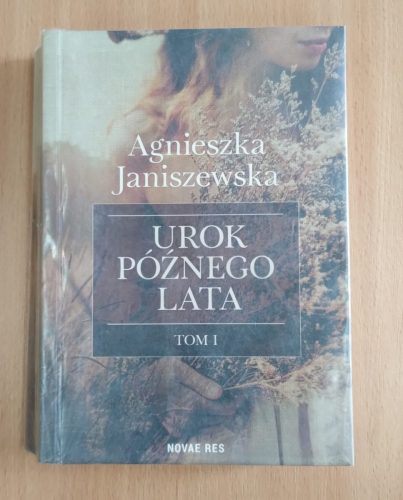 Agnieszka
Janiszewska
UROK
PÓŹNEGO
LATA
TOM I
NOVAE RES